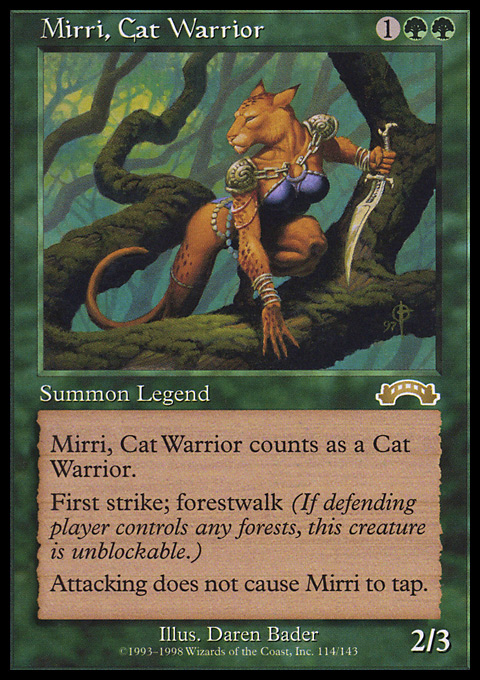 Mirri, Cat Warrior 1
97
Summon Legend
Mirri, Cat Warrior counts as a Cat
Warrior.
First strike; forestwalk (If defending
player controls any forests, this creature
is unblockable.)
Attacking does not cause Mirri to tap.
Illus. Daren Bader
©1993–1998 Wizards of the Coast, Inc. 114/143
2/3